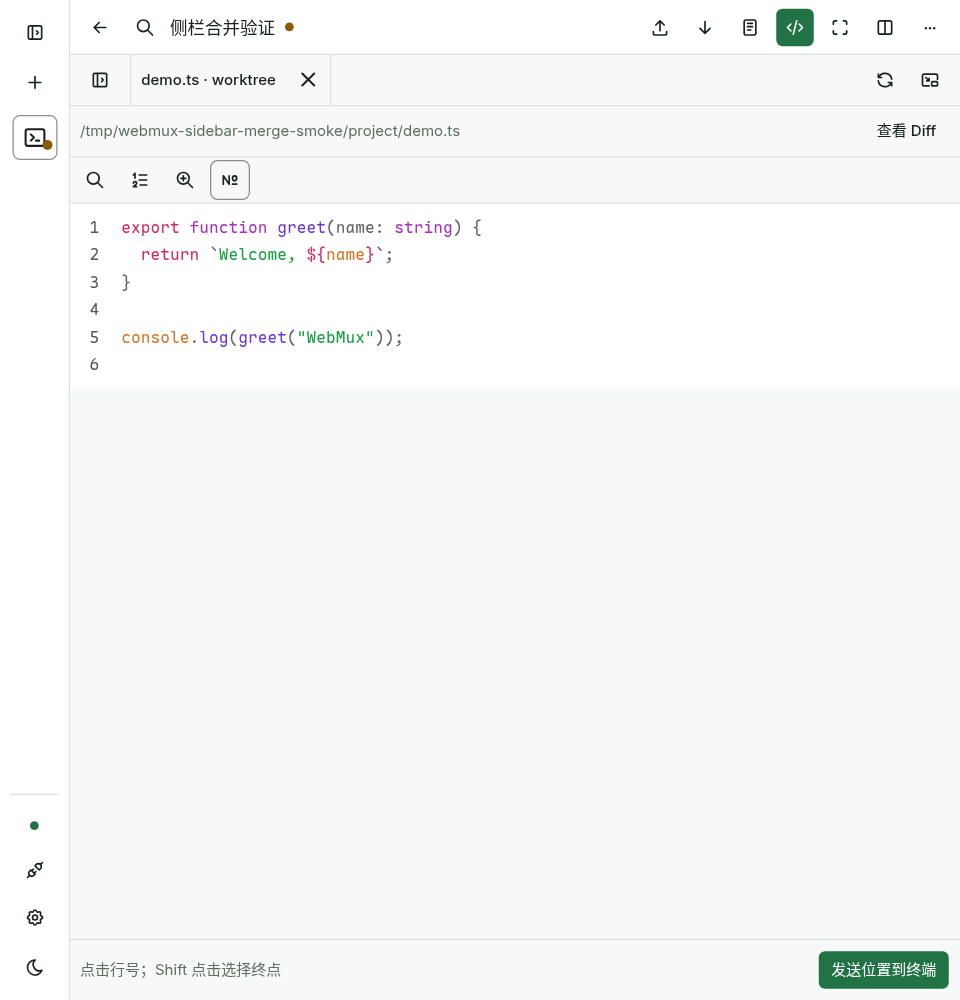 侧栏合并验证
demo.ts · worktree
/tmp/webmux-sidebar-merge-smoke/project/demo.ts 查看 Diff
Nº
1 export function greet(name: string) {
2   return `Welcome, ${name}`;
3 }
4
5 console.log(greet("WebMux"));
6
点击行号；Shift 点击选择终点 发送位置到终端